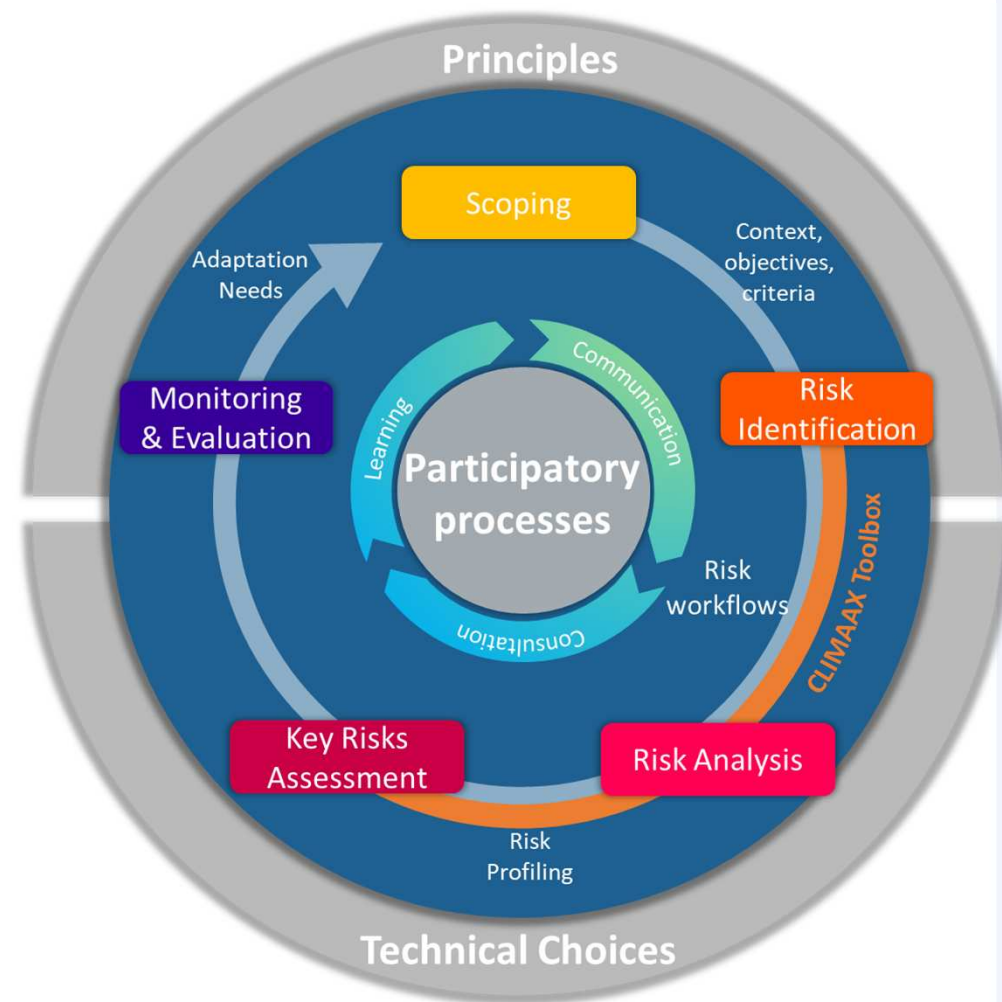 Principles
Scoping
Context,
objectives,
criteria
Adaptation
Needs
Risk
Identification
Monitoring
& Evaluation
Communication
Learning
Participatory
processes
Consultation
Risk
workflows
CLIMAAX Toolbox
Key Risks
Assessment
Risk Analysis
Risk
Profiling
Technical Choices